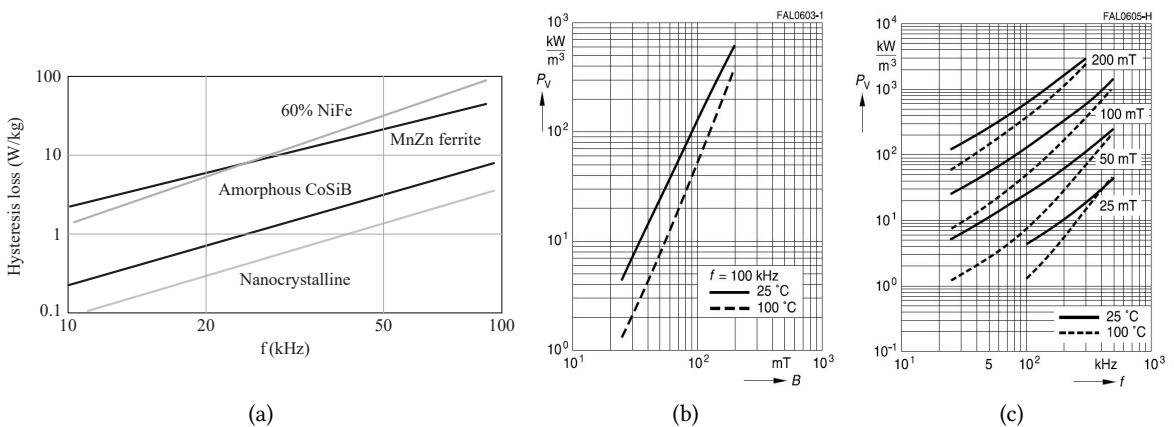 100
10
1
0.1
Hysteresis loss (W/kg)
60% NiFe
MnZn ferrite
Amorphous CoSiB
Nanocrystalline
10
20
50
100
f (kHz)
(a)
FAL0603-1
10³
kW
m³
P_V
10²
10¹
10⁰
f = 100 kHz
25 ˚C
100 ˚C
10¹
10²
mT
10³
B
(b)
FAL0605-H
10⁴
kW
m³
P_V
10³
10²
10¹
10⁰
10⁻¹
200 mT
100 mT
50 mT
25 mT
25 ˚C
100 ˚C
10¹
5
10²
kHz
10³
f
(c)